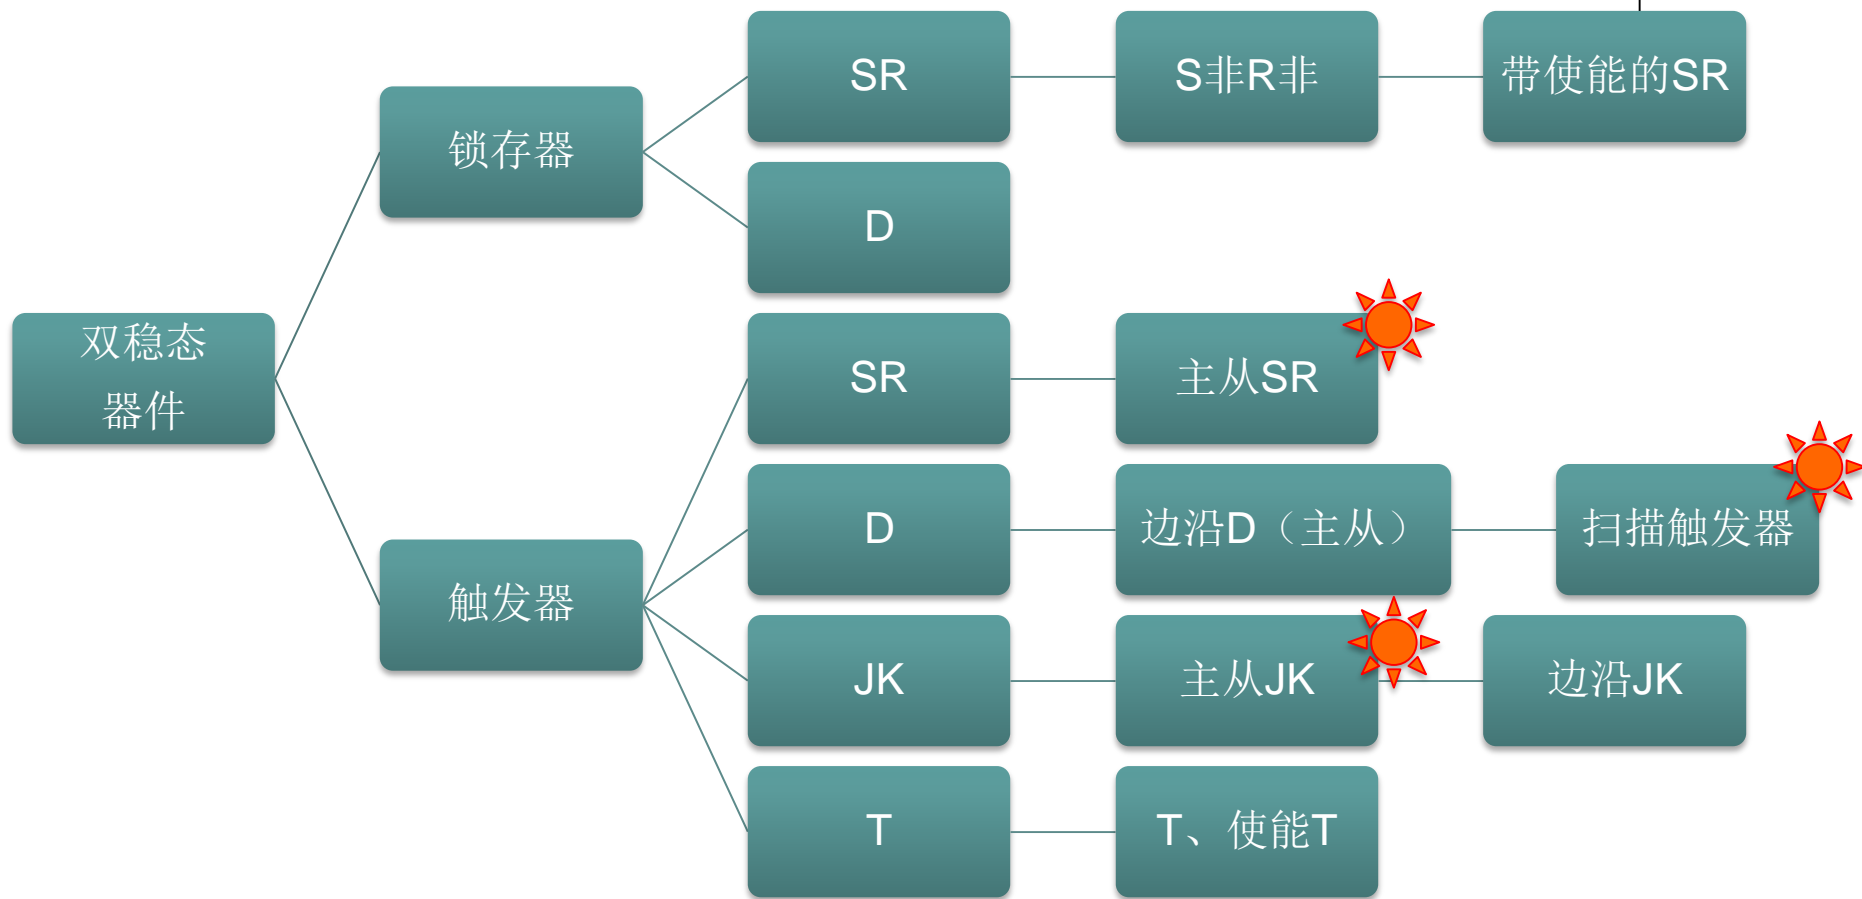 双稳态
器件
锁存器
SR
S非R非
带使能的SR
D
触发器
SR
主从SR
D
边沿D（主从）
扫描触发器
JK
主从JK
边沿JK
T
T、使能T